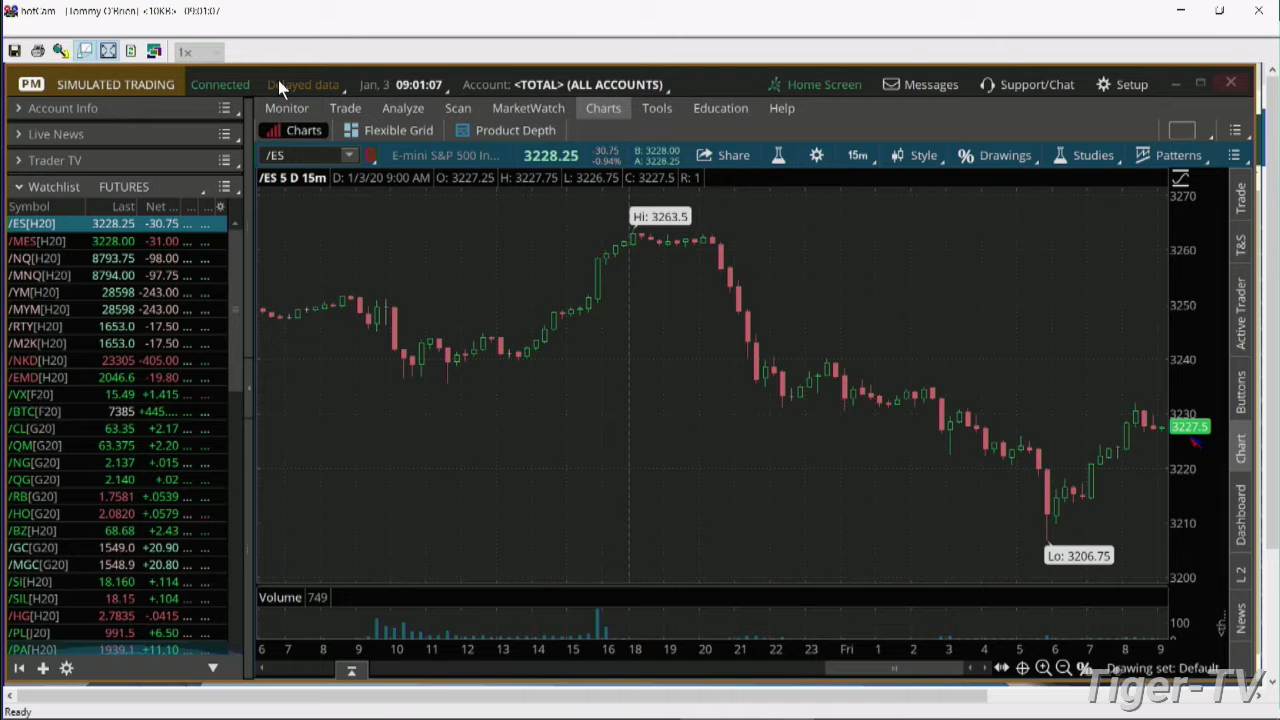 hotCam [Tommy O'Brien] <10KB> 09:01:07
1x
PM SIMULATED TRADING Connected Delayed data Jan, 3 09:01:07 Account: <TOTAL> (ALL ACCOUNTS) Home Screen Messages Support/Chat Setup
Account Info
Live News
Trader TV
Watchlist FUTURES
Monitor Trade Analyze Scan MarketWatch Charts Tools Education Help
Charts Flexible Grid Product Depth
/ES E-mini S&P 500 In... 3228.25 -30.75 -0.94% B: 3228.00 A: 3228.25 Share 15m Style Drawings Studies Patterns
/ES 5 D 15m D: 1/3/20 9:00 AM O: 3227.25 H: 3227.75 L: 3226.75 C: 3227.5 R: 1
Symbol Last Net ... ... ...
/ES[H20] 3228.25 -30.75
/MES[H20] 3228.00 -31.00 ... ...
/NQ[H20] 8793.75 -98.00 ... ...
/MNQ[H20] 8794.00 -97.75 ... ...
/YM[H20] 28598 -243.00 ... ...
/MYM[H20] 28598 -243.00 ... ...
/RTY[H20] 1653.0 -17.50 ... ...
/M2K[H20] 1653.0 -17.50 ... ...
/NKD[H20] 23305 -405.00 ... ...
/EMD[H20] 2046.6 -19.80 ... ...
/VX[F20] 15.49 +1.415 ... ...
/BTC[F20] 7385 +445.... ... ...
/CL[G20] 63.35 +2.17 ... ...
/QM[G20] 63.375 +2.20 ... ...
/NG[G20] 2.137 +.015 ... ...
/QG[G20] 2.140 +.02 ... ...
/RB[G20] 1.7581 +.0539 ... ...
/HO[G20] 2.0820 +.0579 ... ...
/BZ[H20] 68.68 +2.43 ... ...
/GC[G20] 1549.0 +20.90 ... ...
/MGC[G20] 1548.9 +20.80 ... ...
/SI[H20] 18.160 +.114 ... ...
/SIL[H20] 18.15 +.104 ... ...
/HG[H20] 2.7835 -.0415 ... ...
/PL[J20] 991.5 +6.50 ... ...
/PA[H20] 1939.1 +11.10 ... ...
Hi: 3263.5
Lo: 3206.75
3270
3260
3250
3240
3230
3227.5
3220
3210
3200
Volume 749
100
0
6 7 8 9 10 11 12 13 14 15 16 18 19 20 21 22 23 Fri 1 2 3 4 5 6 7 8 9
Drawing set: Default
Trade
T&S
Active Trader
Buttons
Chart
Dashboard
L 2
News
Tiger-TV
Ready